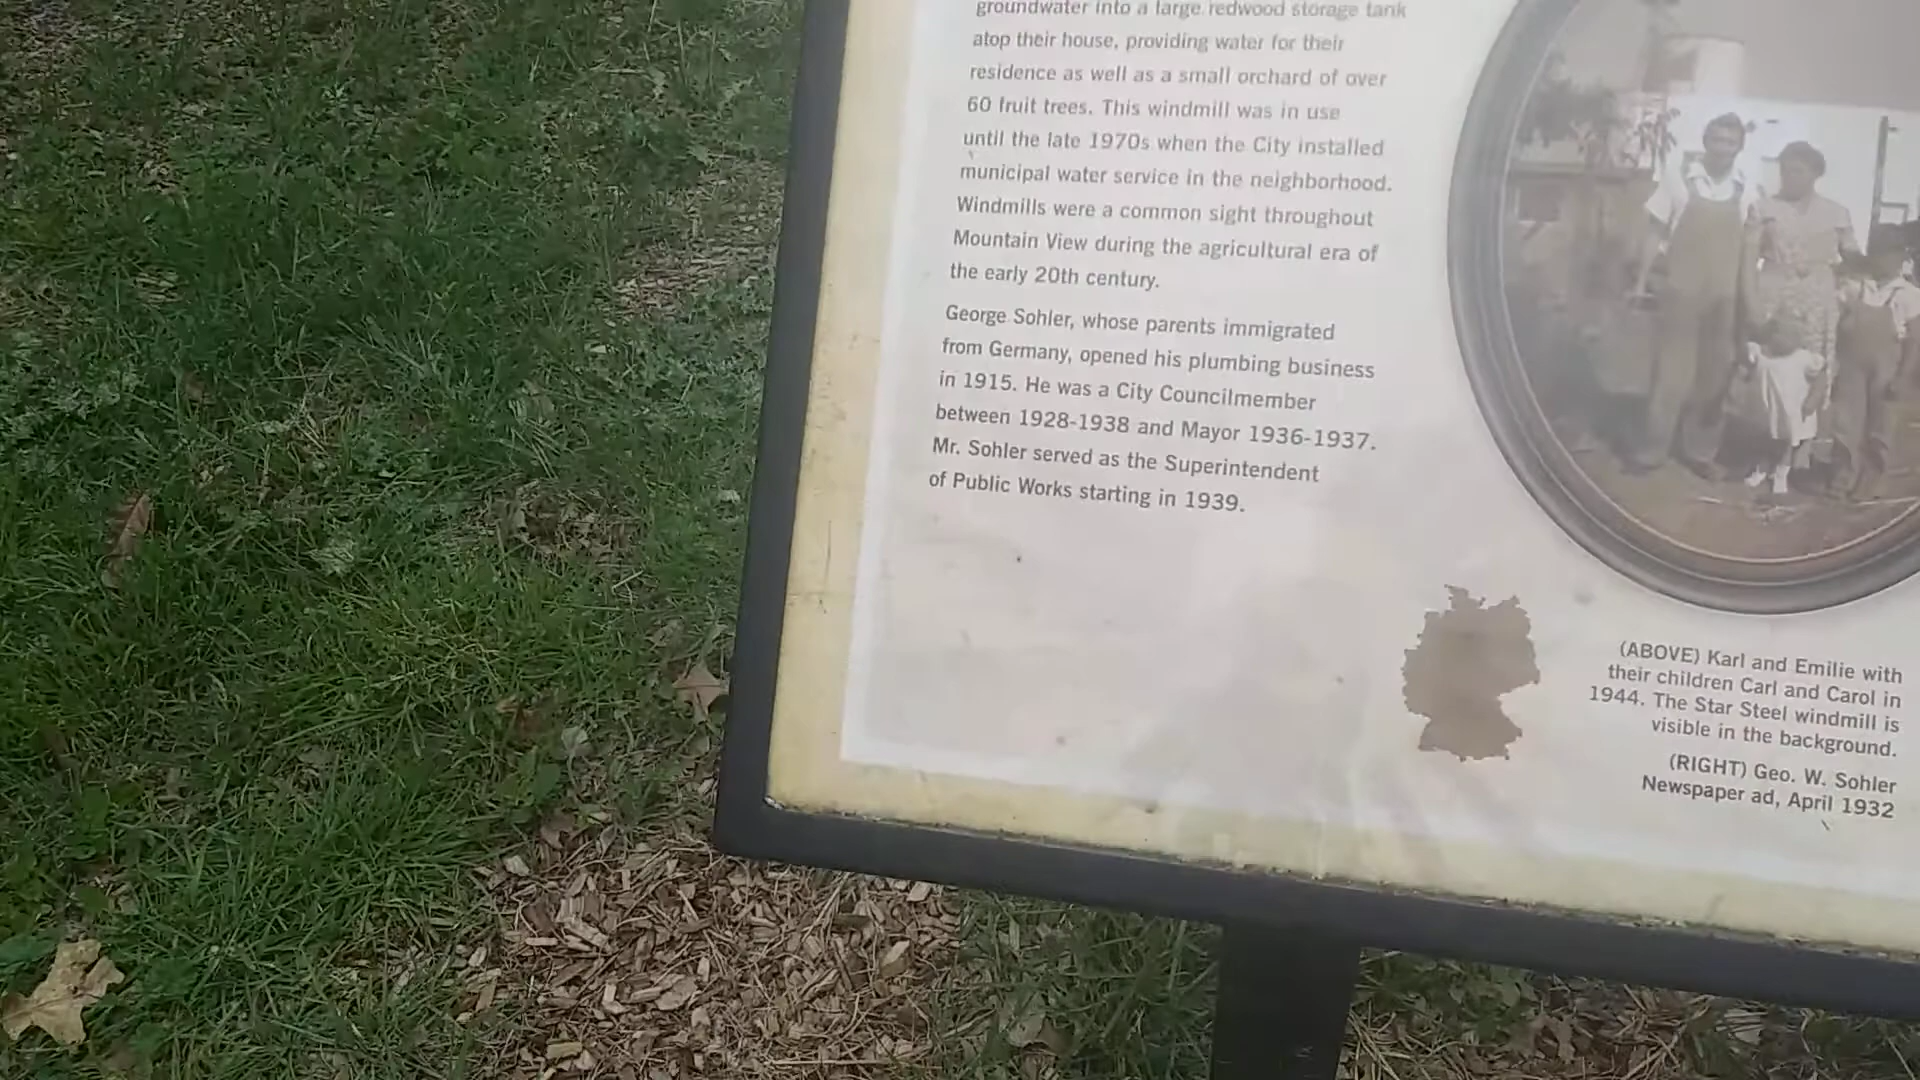 groundwater into a large redwood storage tank
atop their house, providing water for their
residence as well as a small orchard of over
60 fruit trees. This windmill was in use
until the late 1970s when the City installed
municipal water service in the neighborhood.
Windmills were a common sight throughout
Mountain View during the agricultural era of
the early 20th century.
George Sohler, whose parents immigrated
from Germany, opened his plumbing business
in 1915. He was a City Councilmember
between 1928-1938 and Mayor 1936-1937.
Mr. Sohler served as the Superintendent
of Public Works starting in 1939.
(ABOVE) Karl and Emilie with
their children Carl and Carol in
1944. The Star Steel windmill is
visible in the background.
(RIGHT) Geo. W. Sohler
Newspaper ad, April 1932